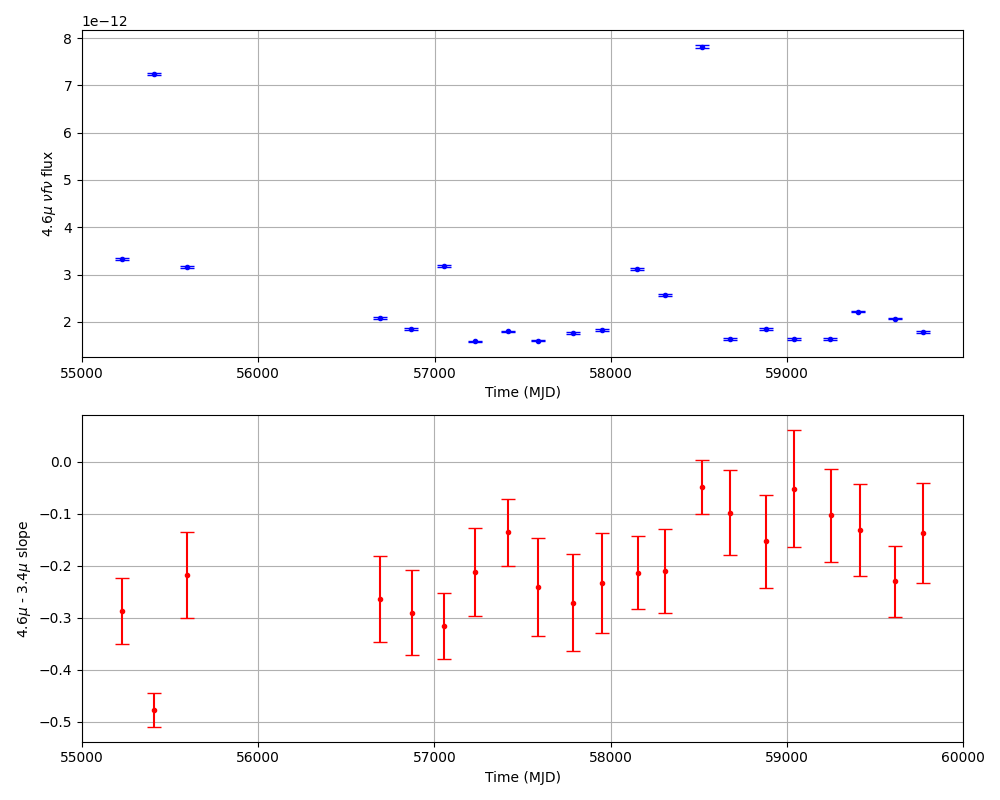 1e−12
8
7
6
5
4
3
2
4.6μ νfν flux
55000 56000 57000 58000 59000
Time (MJD)
0.0
−0.1
−0.2
−0.3
−0.4
−0.5
4.6μ - 3.4μ slope
55000 56000 57000 58000 59000 60000
Time (MJD)